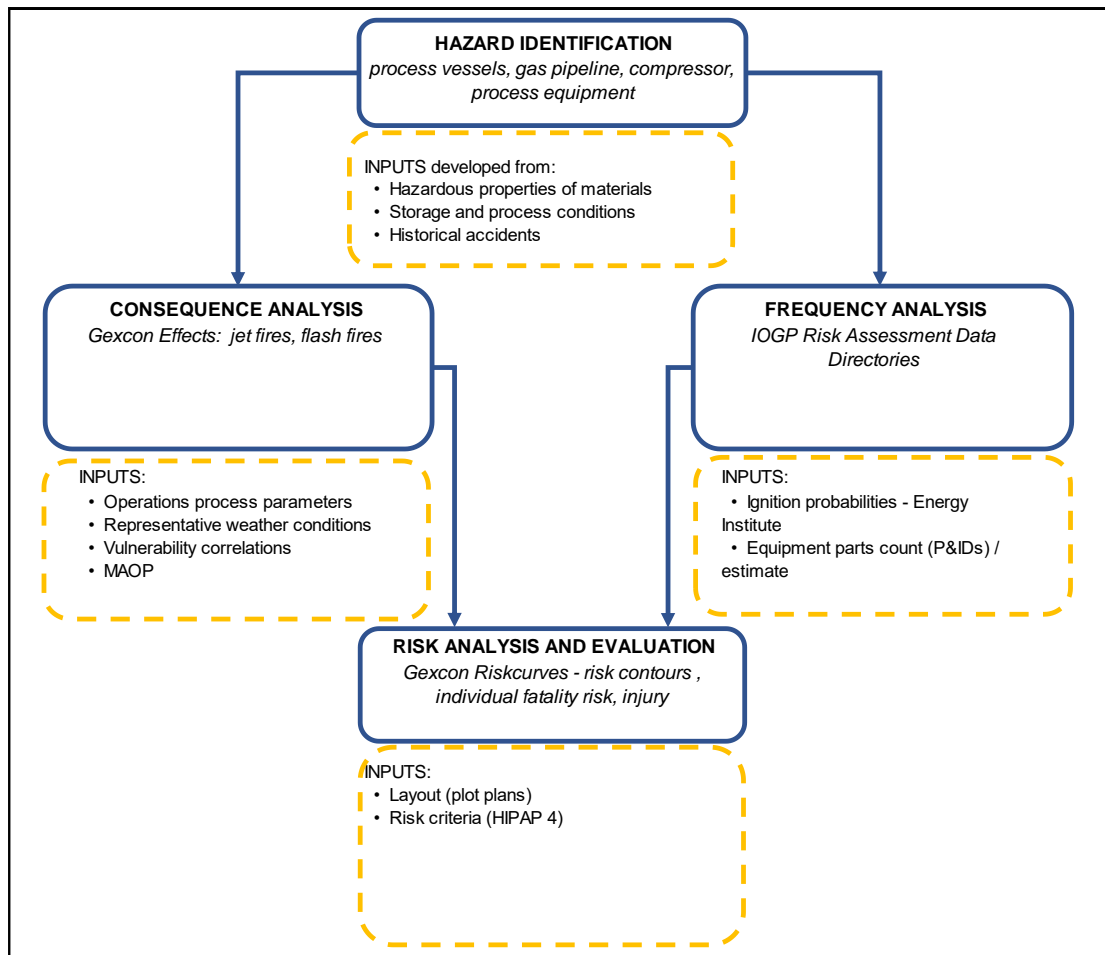 HAZARD IDENTIFICATION
process vessels, gas pipeline, compressor,
process equipment
INPUTS developed from:
• Hazardous properties of materials
• Storage and process conditions
• Historical accidents
CONSEQUENCE ANALYSIS
Gexcon Effects: jet fires, flash fires
FREQUENCY ANALYSIS
IOGP Risk Assessment Data
Directories
INPUTS:
• Operations process parameters
• Representative weather conditions
• Vulnerability correlations
• MAOP
INPUTS:
• Ignition probabilities - Energy
Institute
• Equipment parts count (P&IDs) /
estimate
RISK ANALYSIS AND EVALUATION
Gexcon Riskcurves - risk contours ,
individual fatality risk, injury
INPUTS:
• Layout (plot plans)
• Risk criteria (HIPAP 4)